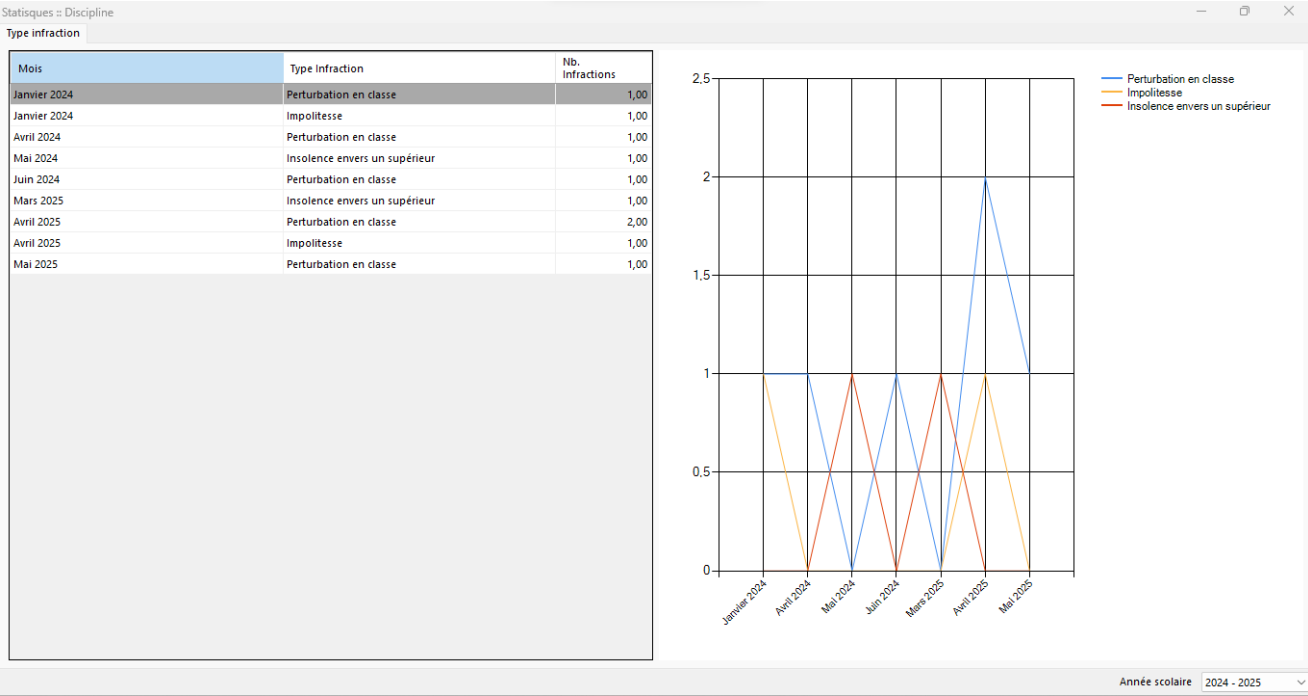 Statisques :: Discipline
Type infraction
Mois Type Infraction Nb. Infractions
Janvier 2024 Perturbation en classe 1,00
Janvier 2024 Impolitesse 1,00
Avril 2024 Perturbation en classe 1,00
Mai 2024 Insolence envers un supérieur 1,00
Juin 2024 Perturbation en classe 1,00
Mars 2025 Insolence envers un supérieur 1,00
Avril 2025 Perturbation en classe 2,00
Avril 2025 Impolitesse 1,00
Mai 2025 Perturbation en classe 1,00
2,5
2
1,5
1
0,5
0
Janvier 2024
Avril 2024
Mai 2024
Juin 2024
Mars 2025
Avril 2025
Mai 2025
Perturbation en classe
Impolitesse
Insolence envers un supérieur
Année scolaire 2024 - 2025